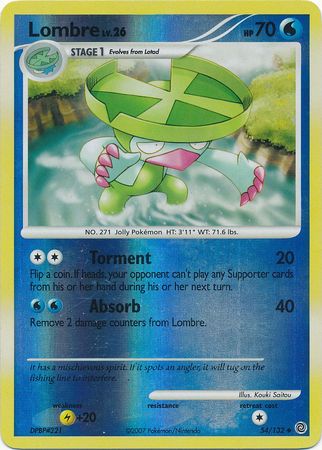 Lombre LV.26 HP 70
STAGE 1 Evolves from Lotad
NO. 271 Jolly Pokémon HT: 3'11" WT: 71.6 lbs.
Torment 20
Flip a coin. If heads, your opponent can't play any Supporter cards
from his or her hand during his or her next turn.
Absorb 40
Remove 2 damage counters from Lombre.
It has a mischievous spirit. If it spots an angler, it will tug on the
fishing line to interfere.
Illus. Kouki Saitou
weakness resistance retreat cost
+20
DPBP#221 ©2007 Pokémon/Nintendo 54/132